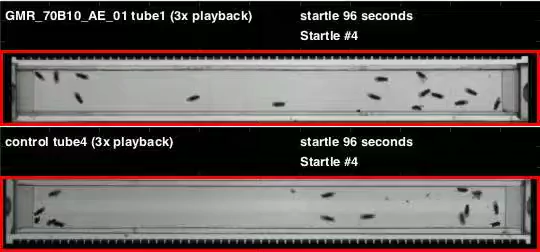 GMR_70B10_AE_01 tube1 (3x playback)
startle 96 seconds
Startle #4
control tube4 (3x playback)
startle 96 seconds
Startle #4